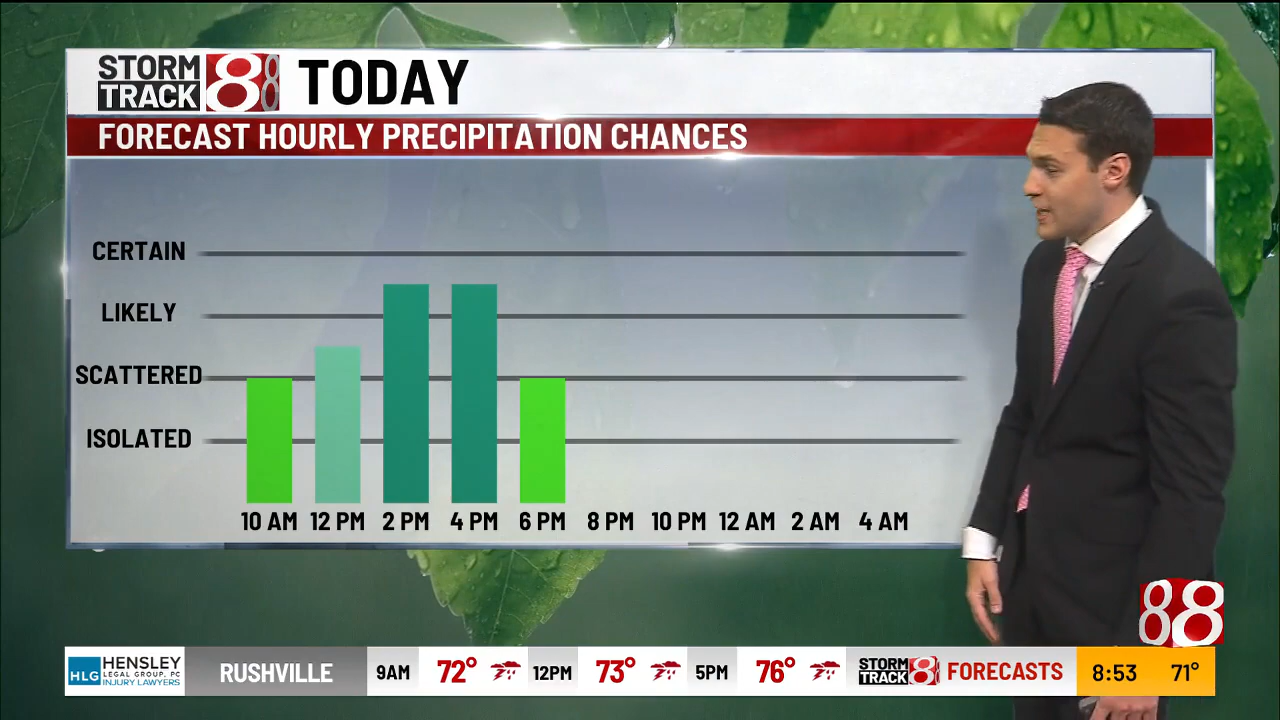 STORM TRACK 8 TODAY
FORECAST HOURLY PRECIPITATION CHANCES
CERTAIN
LIKELY
SCATTERED
ISOLATED
10 AM 12 PM 2 PM 4 PM 6 PM 8 PM 10 PM 12 AM 2 AM 4 AM
8 8
HLG HENSLEY LEGAL GROUP, PC INJURY LAWYERS
RUSHVILLE 9AM 72° 12PM 73° 5PM 76° STORM TRACK 8 FORECASTS 8:53 71°